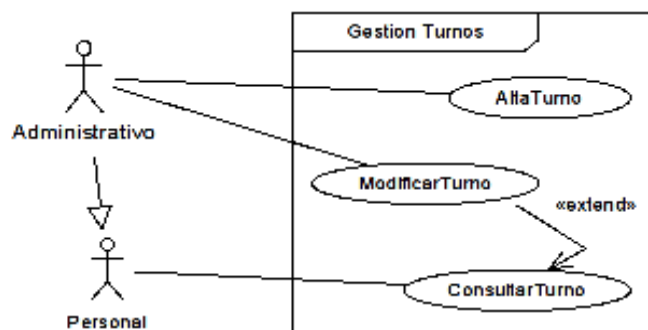 Gestion Turnos
AltaTurno
Administrativo
ModificarTurno
«extend»
ConsultarTurno
Personal